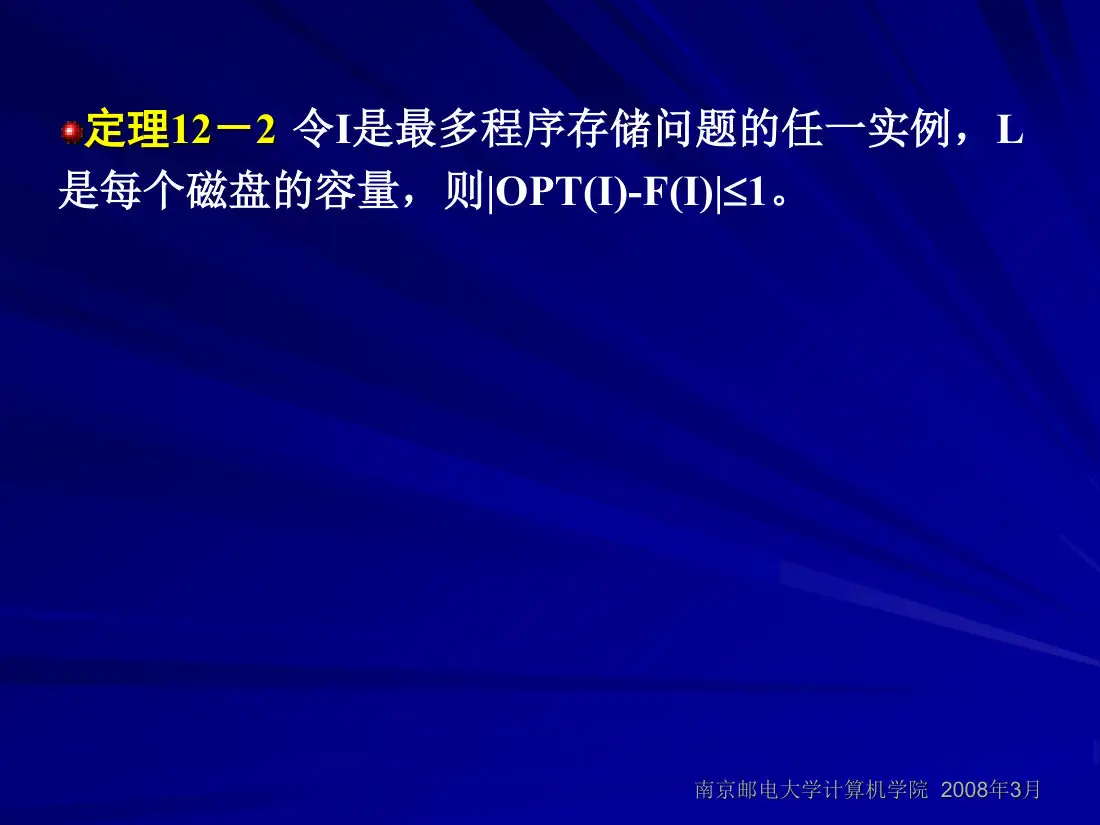 定理12－2 令I是最多程序存储问题的任一实例，L
是每个磁盘的容量，则|OPT(I)-F(I)|≤1。
南京邮电大学计算机学院 2008年3月